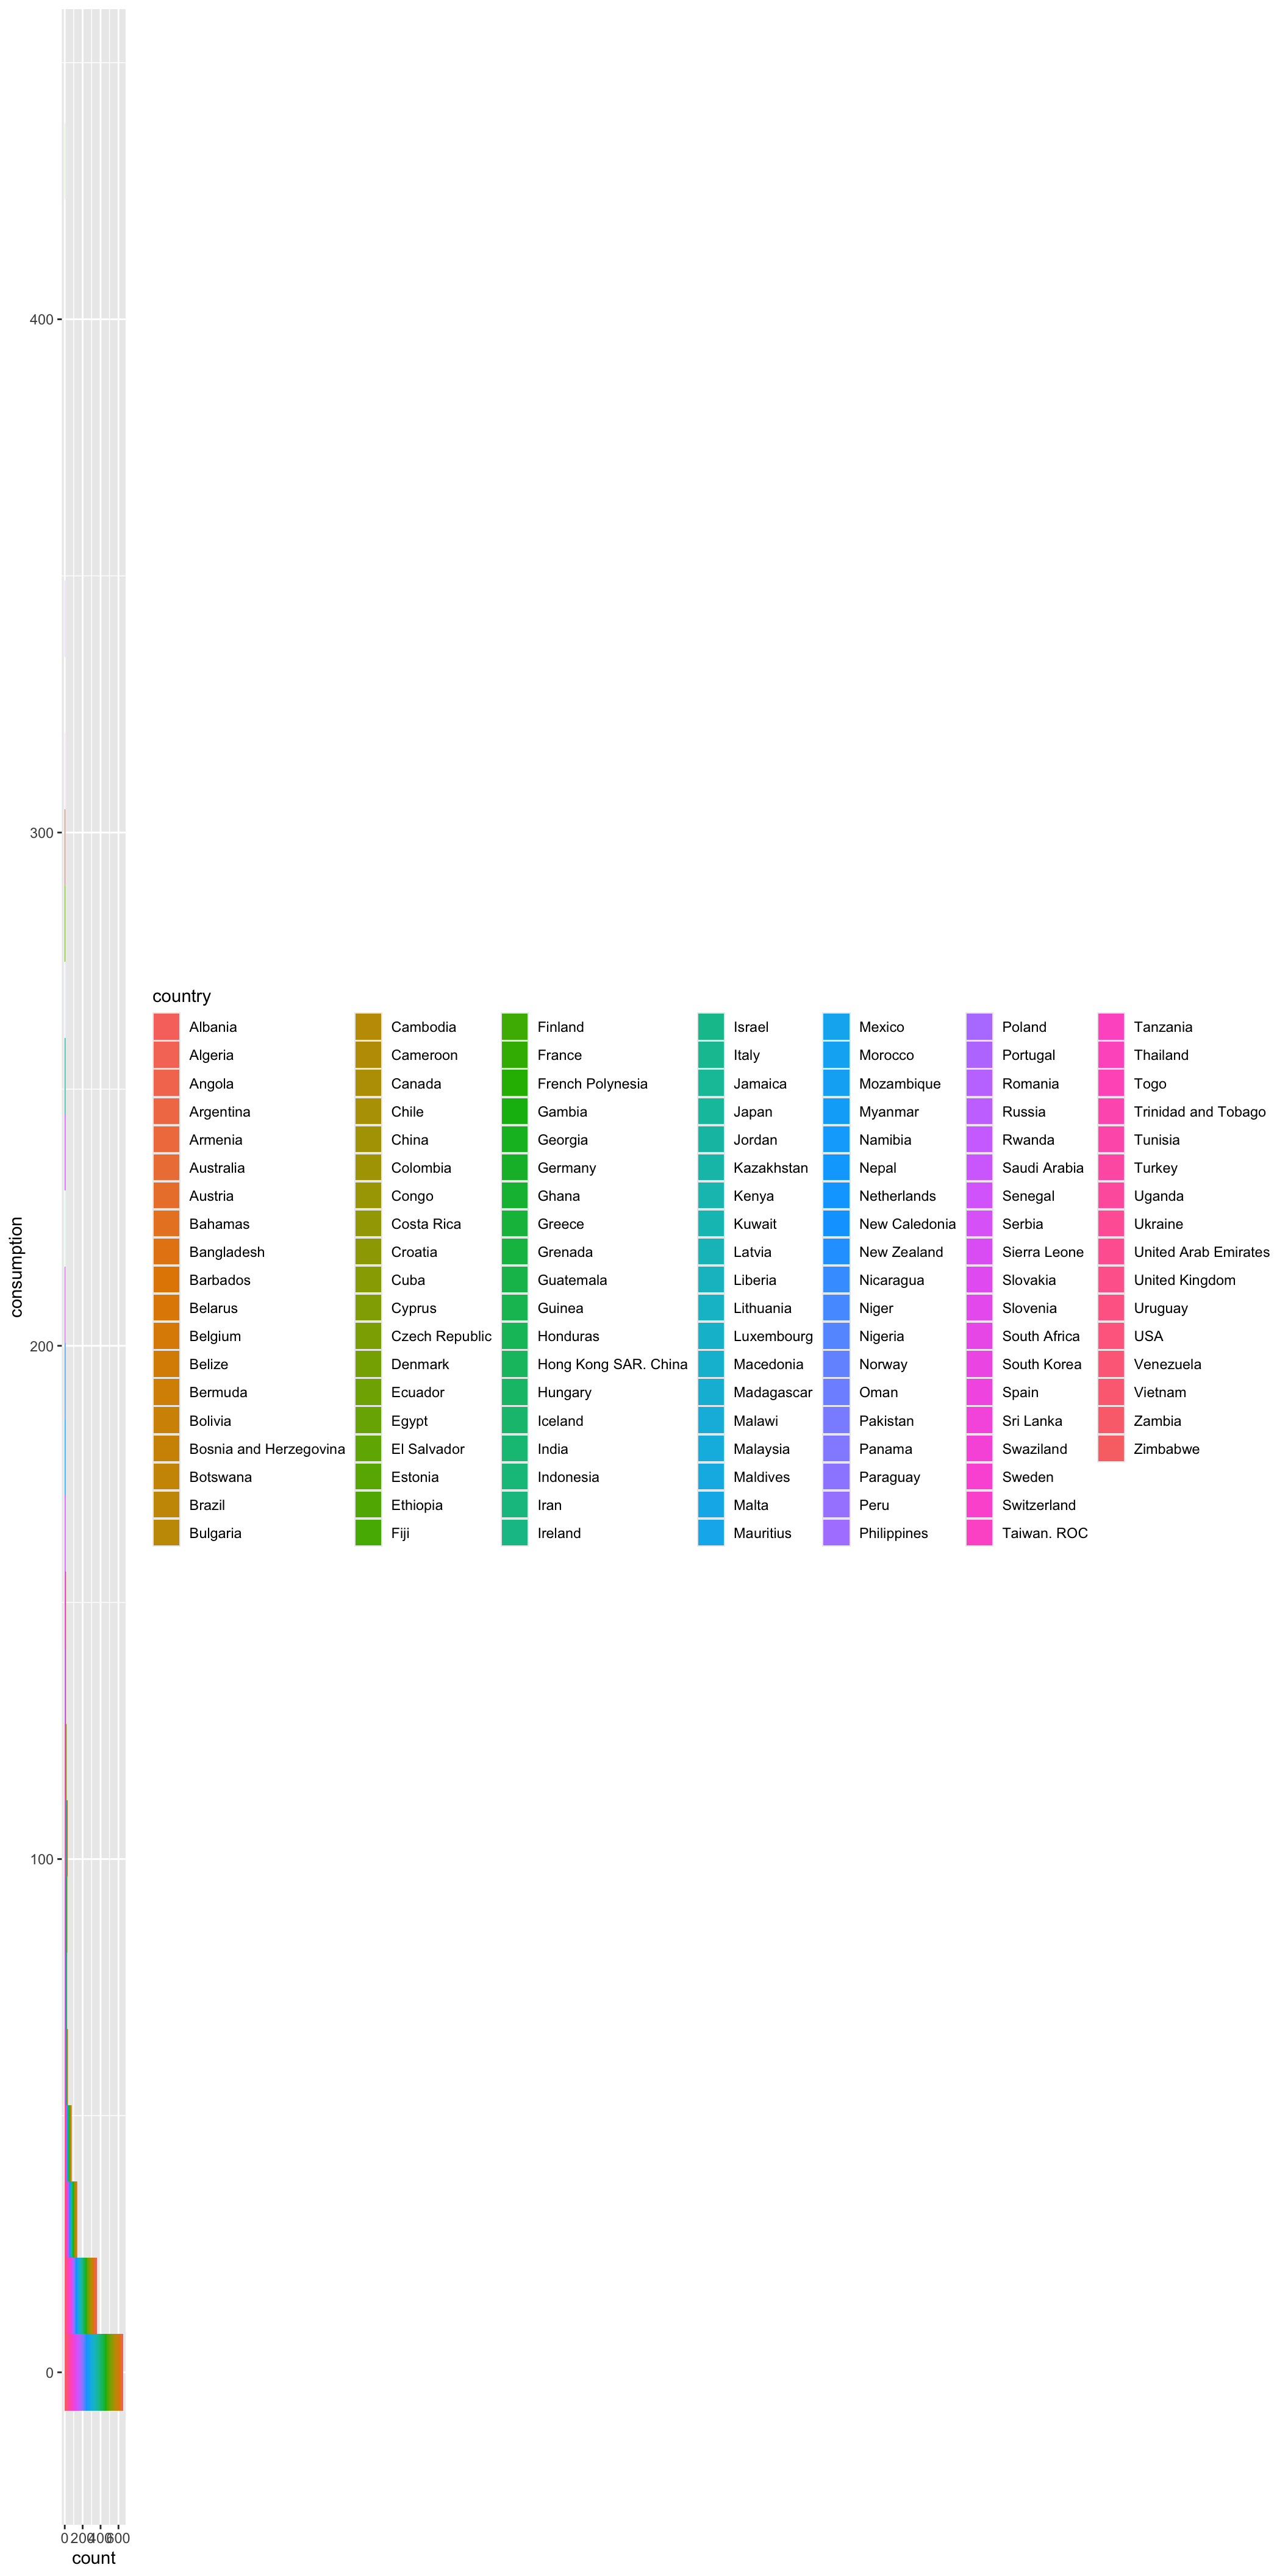 400
300
200
100
0
consumption
0 200 400 600
count
country
Albania
Algeria
Angola
Argentina
Armenia
Australia
Austria
Bahamas
Bangladesh
Barbados
Belarus
Belgium
Belize
Bermuda
Bolivia
Bosnia and Herzegovina
Botswana
Brazil
Bulgaria
Cambodia
Cameroon
Canada
Chile
China
Colombia
Congo
Costa Rica
Croatia
Cuba
Cyprus
Czech Republic
Denmark
Ecuador
Egypt
El Salvador
Estonia
Ethiopia
Fiji
Finland
France
French Polynesia
Gambia
Georgia
Germany
Ghana
Greece
Grenada
Guatemala
Guinea
Honduras
Hong Kong SAR. China
Hungary
Iceland
India
Indonesia
Iran
Ireland
Israel
Italy
Jamaica
Japan
Jordan
Kazakhstan
Kenya
Kuwait
Latvia
Liberia
Lithuania
Luxembourg
Macedonia
Madagascar
Malawi
Malaysia
Maldives
Malta
Mauritius
Mexico
Morocco
Mozambique
Myanmar
Namibia
Nepal
Netherlands
New Caledonia
New Zealand
Nicaragua
Niger
Nigeria
Norway
Oman
Pakistan
Panama
Paraguay
Peru
Philippines
Poland
Portugal
Romania
Russia
Rwanda
Saudi Arabia
Senegal
Serbia
Sierra Leone
Slovakia
Slovenia
South Africa
South Korea
Spain
Sri Lanka
Swaziland
Sweden
Switzerland
Taiwan. ROC
Tanzania
Thailand
Togo
Trinidad and Tobago
Tunisia
Turkey
Uganda
Ukraine
United Arab Emirates
United Kingdom
Uruguay
USA
Venezuela
Vietnam
Zambia
Zimbabwe